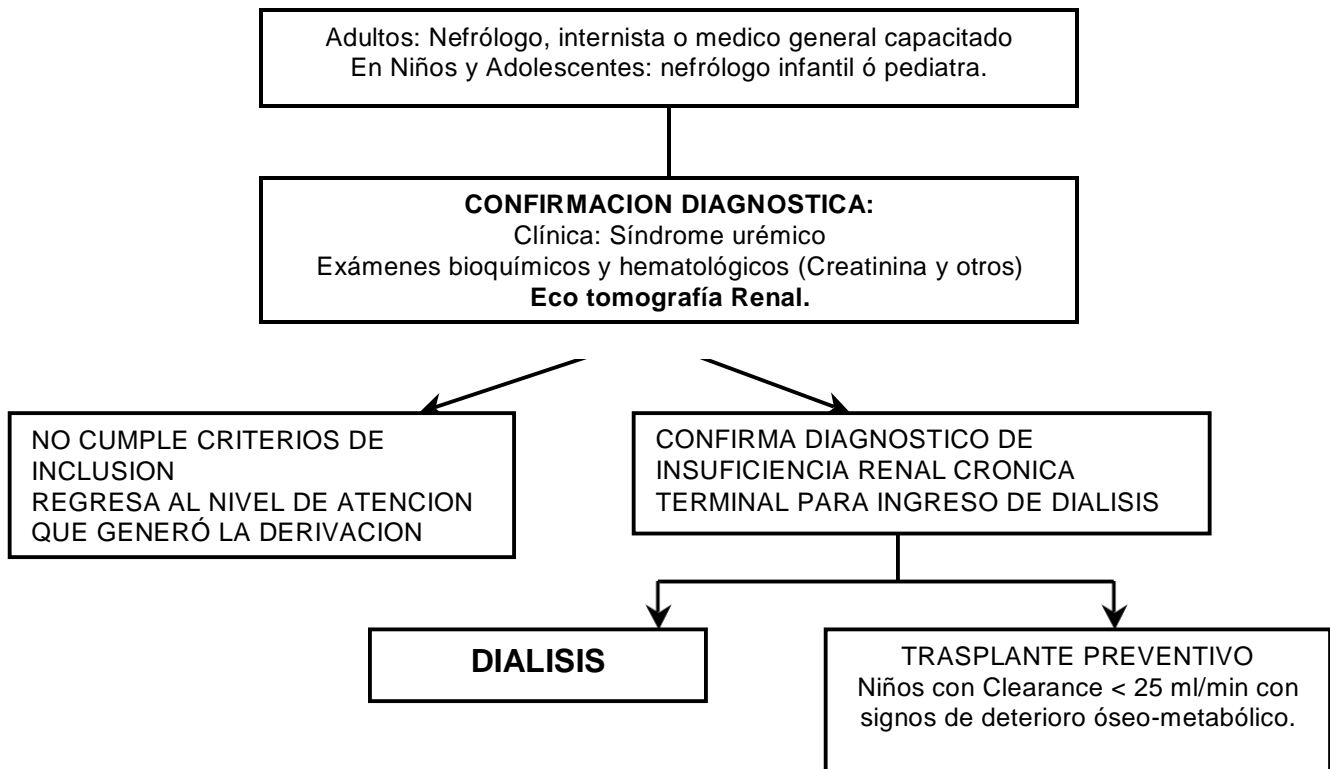 Adultos: Nefrólogo, internista o medico general capacitado
En Niños y Adolescentes: nefrólogo infantil ó pediatra.
CONFIRMACION DIAGNOSTICA:
Clínica: Síndrome urémico
Exámenes bioquímicos y hematológicos (Creatinina y otros)
Eco tomografía Renal.
NO CUMPLE CRITERIOS DE
INCLUSION
REGRESA AL NIVEL DE ATENCION
QUE GENERÓ LA DERIVACION
CONFIRMA DIAGNOSTICO DE
INSUFICIENCIA RENAL CRONICA
TERMINAL PARA INGRESO DE DIALISIS
DIALISIS
TRASPLANTE PREVENTIVO
Niños con Clearance < 25 ml/min con
signos de deterioro óseo-metabólico.